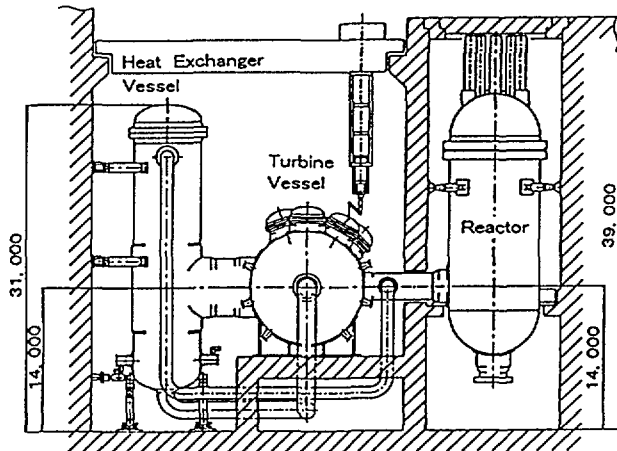 Heat Exchanger
Vessel
Turbine
Vessel
Reactor
31,000
14,000
39,000
14,000